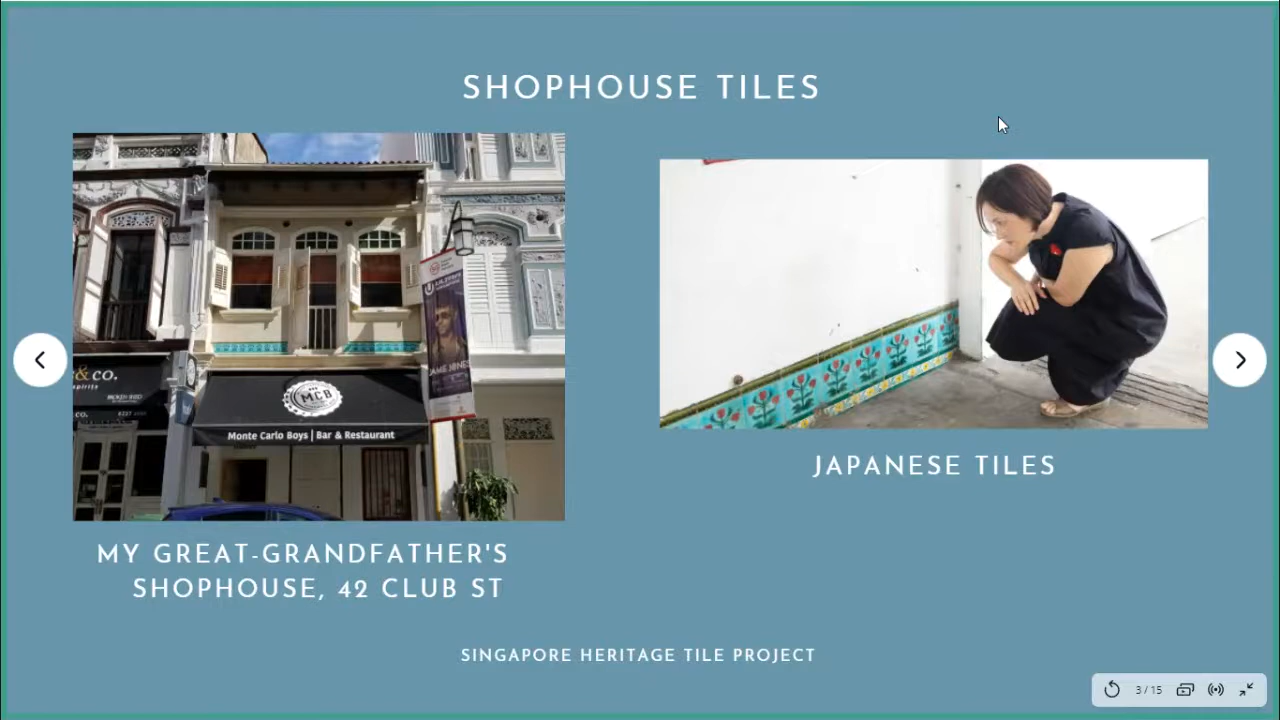 SHOPHOUSE TILES
& CO.
spirits
MCB
Monte Carlo Boys | Bar & Restaurant
JAPANESE TILES
MY GREAT-GRANDFATHER'S
SHOPHOUSE, 42 CLUB ST
SINGAPORE HERITAGE TILE PROJECT
3 / 15